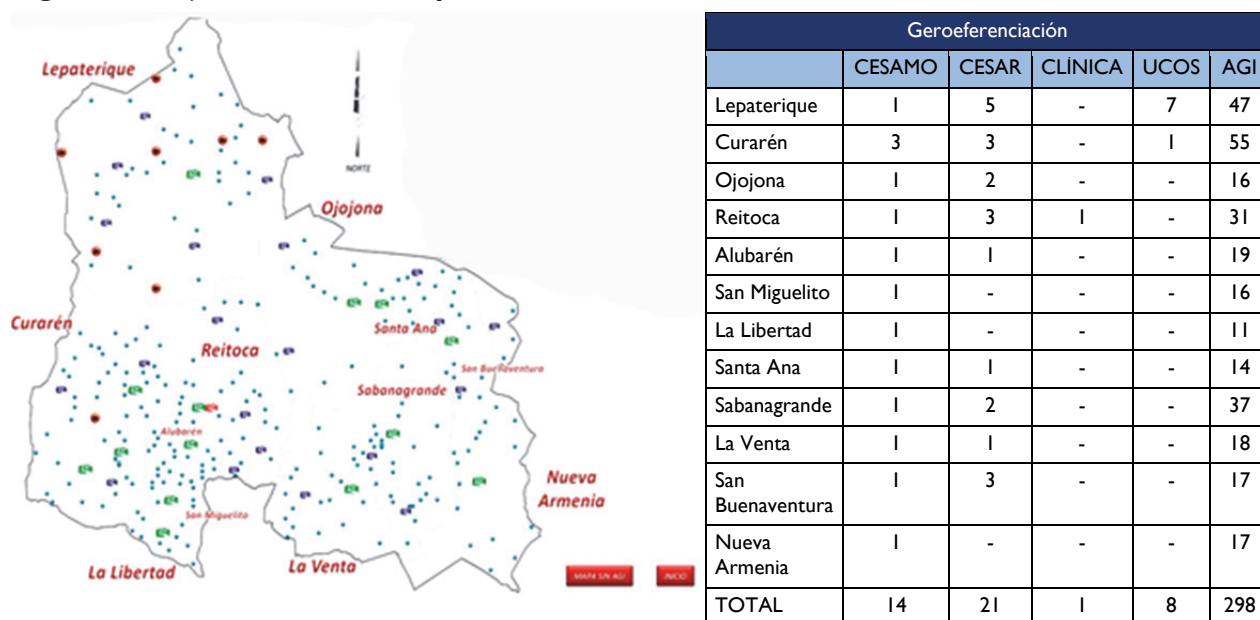 Lepaterique
NORTE
Ojojona
Curarén
Santa Ana
Reitoca
San Buenaventura
Sabanagrande
Alubarén
Nueva
Armenia
San Miguelito
La Venta
La Libertad
MAPA SIN AGI
INICIO
Geroeferenciación
CESAMO CESAR CLÍNICA UCOS AGI
Lepaterique 1 5 - 7 47
Curarén 3 3 - 1 55
Ojojona 1 2 - - 16
Reitoca 1 3 1 - 31
Alubarén 1 1 - - 19
San Miguelito 1 - - - 16
La Libertad 1 - - - 11
Santa Ana 1 1 - - 14
Sabanagrande 1 2 - - 37
La Venta 1 1 - - 18
San
Buenaventura 1 3 - - 17
Nueva
Armenia 1 - - - 17
TOTAL 14 21 1 8 298